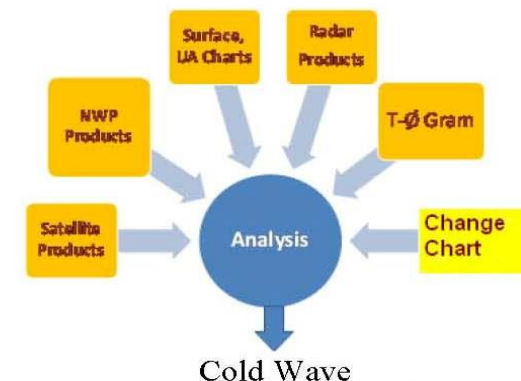 Surface,
UA Charts
Radar
Products
NWP
Products
T-Ø Gram
Satellite
Products
Analysis
Change
Chart
Cold Wave